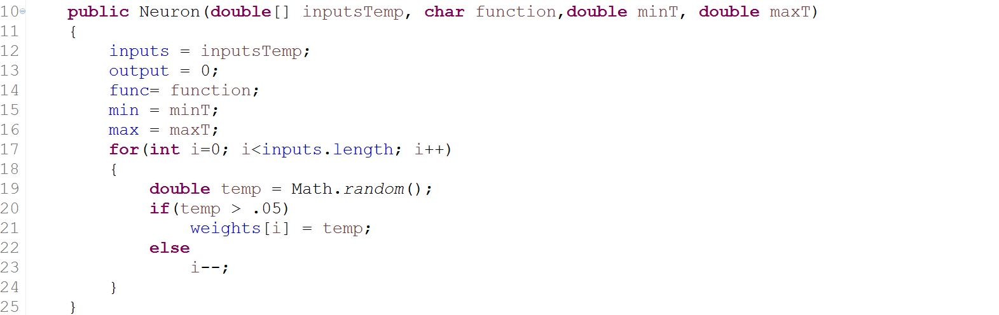 10    public Neuron(double[] inputsTemp, char function,double minT, double maxT)
11    {
12        inputs = inputsTemp;
13        output = 0;
14        func= function;
15        min = minT;
16        max = maxT;
17        for(int i=0; i<inputs.length; i++)
18        {
19            double temp = Math.random();
20            if(temp > .05)
21                weights[i] = temp;
22            else
23                i--;
24        }
25    }